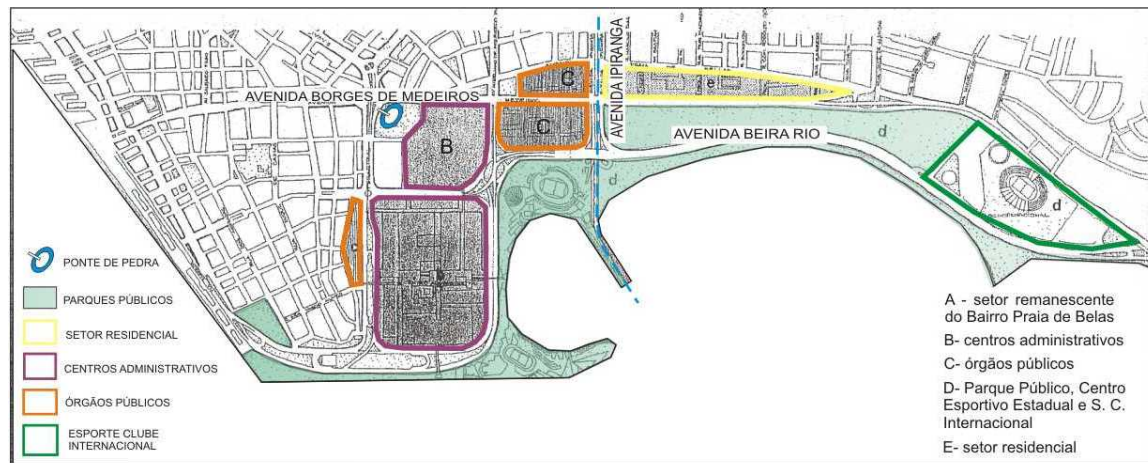 AVENIDA IPIRANGA
AVENIDA BORGES DE MEDEIROS
C
e
AVENIDA BEIRA RIO
C
B
d
d
d
INTERNACIONAL
c
b
PONTE DE PEDRA
PARQUES PÚBLICOS
SETOR RESIDENCIAL
CENTROS ADMINISTRATIVOS
ÓRGÃOS PÚBLICOS
ESPORTE CLUBE
INTERNACIONAL
A - setor remanescente
do Bairro Praia de Belas
B- centros administrativos
C- órgãos públicos
D- Parque Público, Centro
Esportivo Estadual e S. C.
Internacional
E- setor residencial